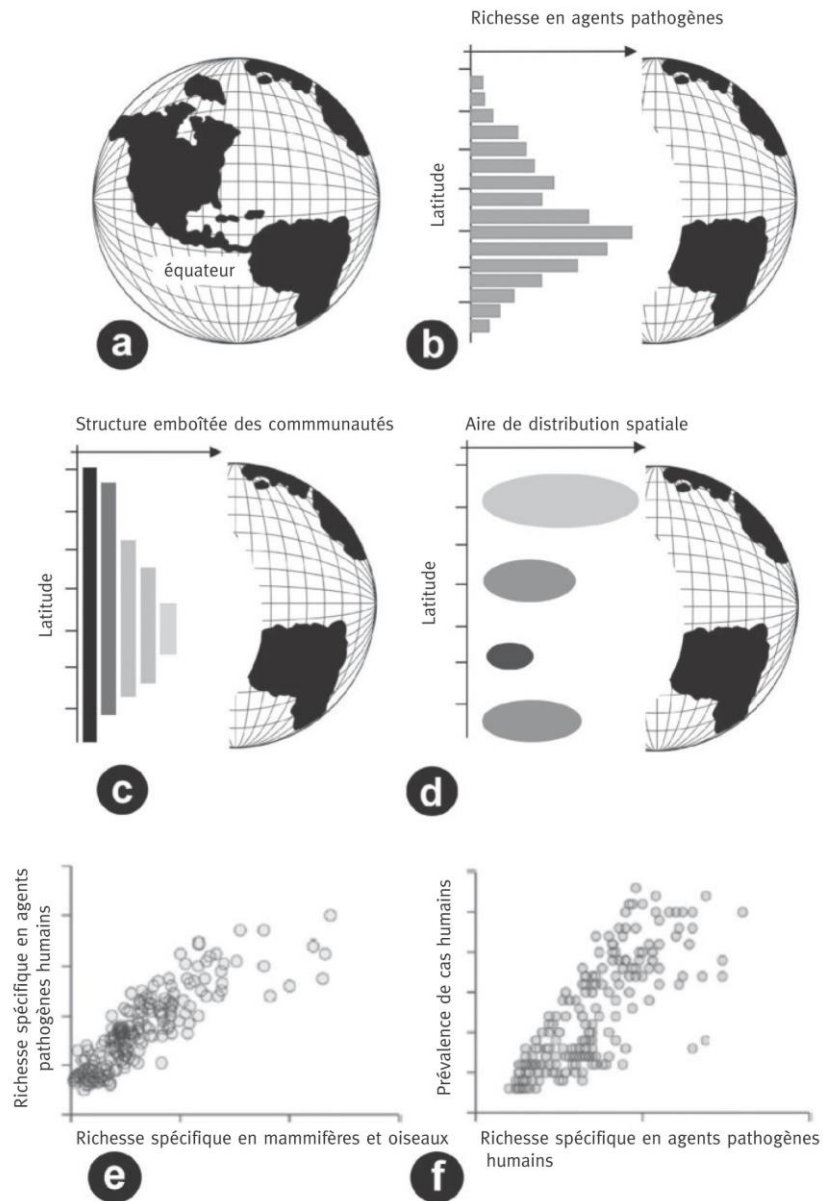 Richesse en agents pathogènes
Latitude
équateur
a
b
Structure emboîtée des commmunautés
Aire de distribution spatiale
Latitude
Latitude
c
d
Richesse spécifique en agents
pathogènes humains
Prévalence de cas humains
Richesse spécifique en mammifères et oiseaux
Richesse spécifique en agents pathogènes
humains
e
f